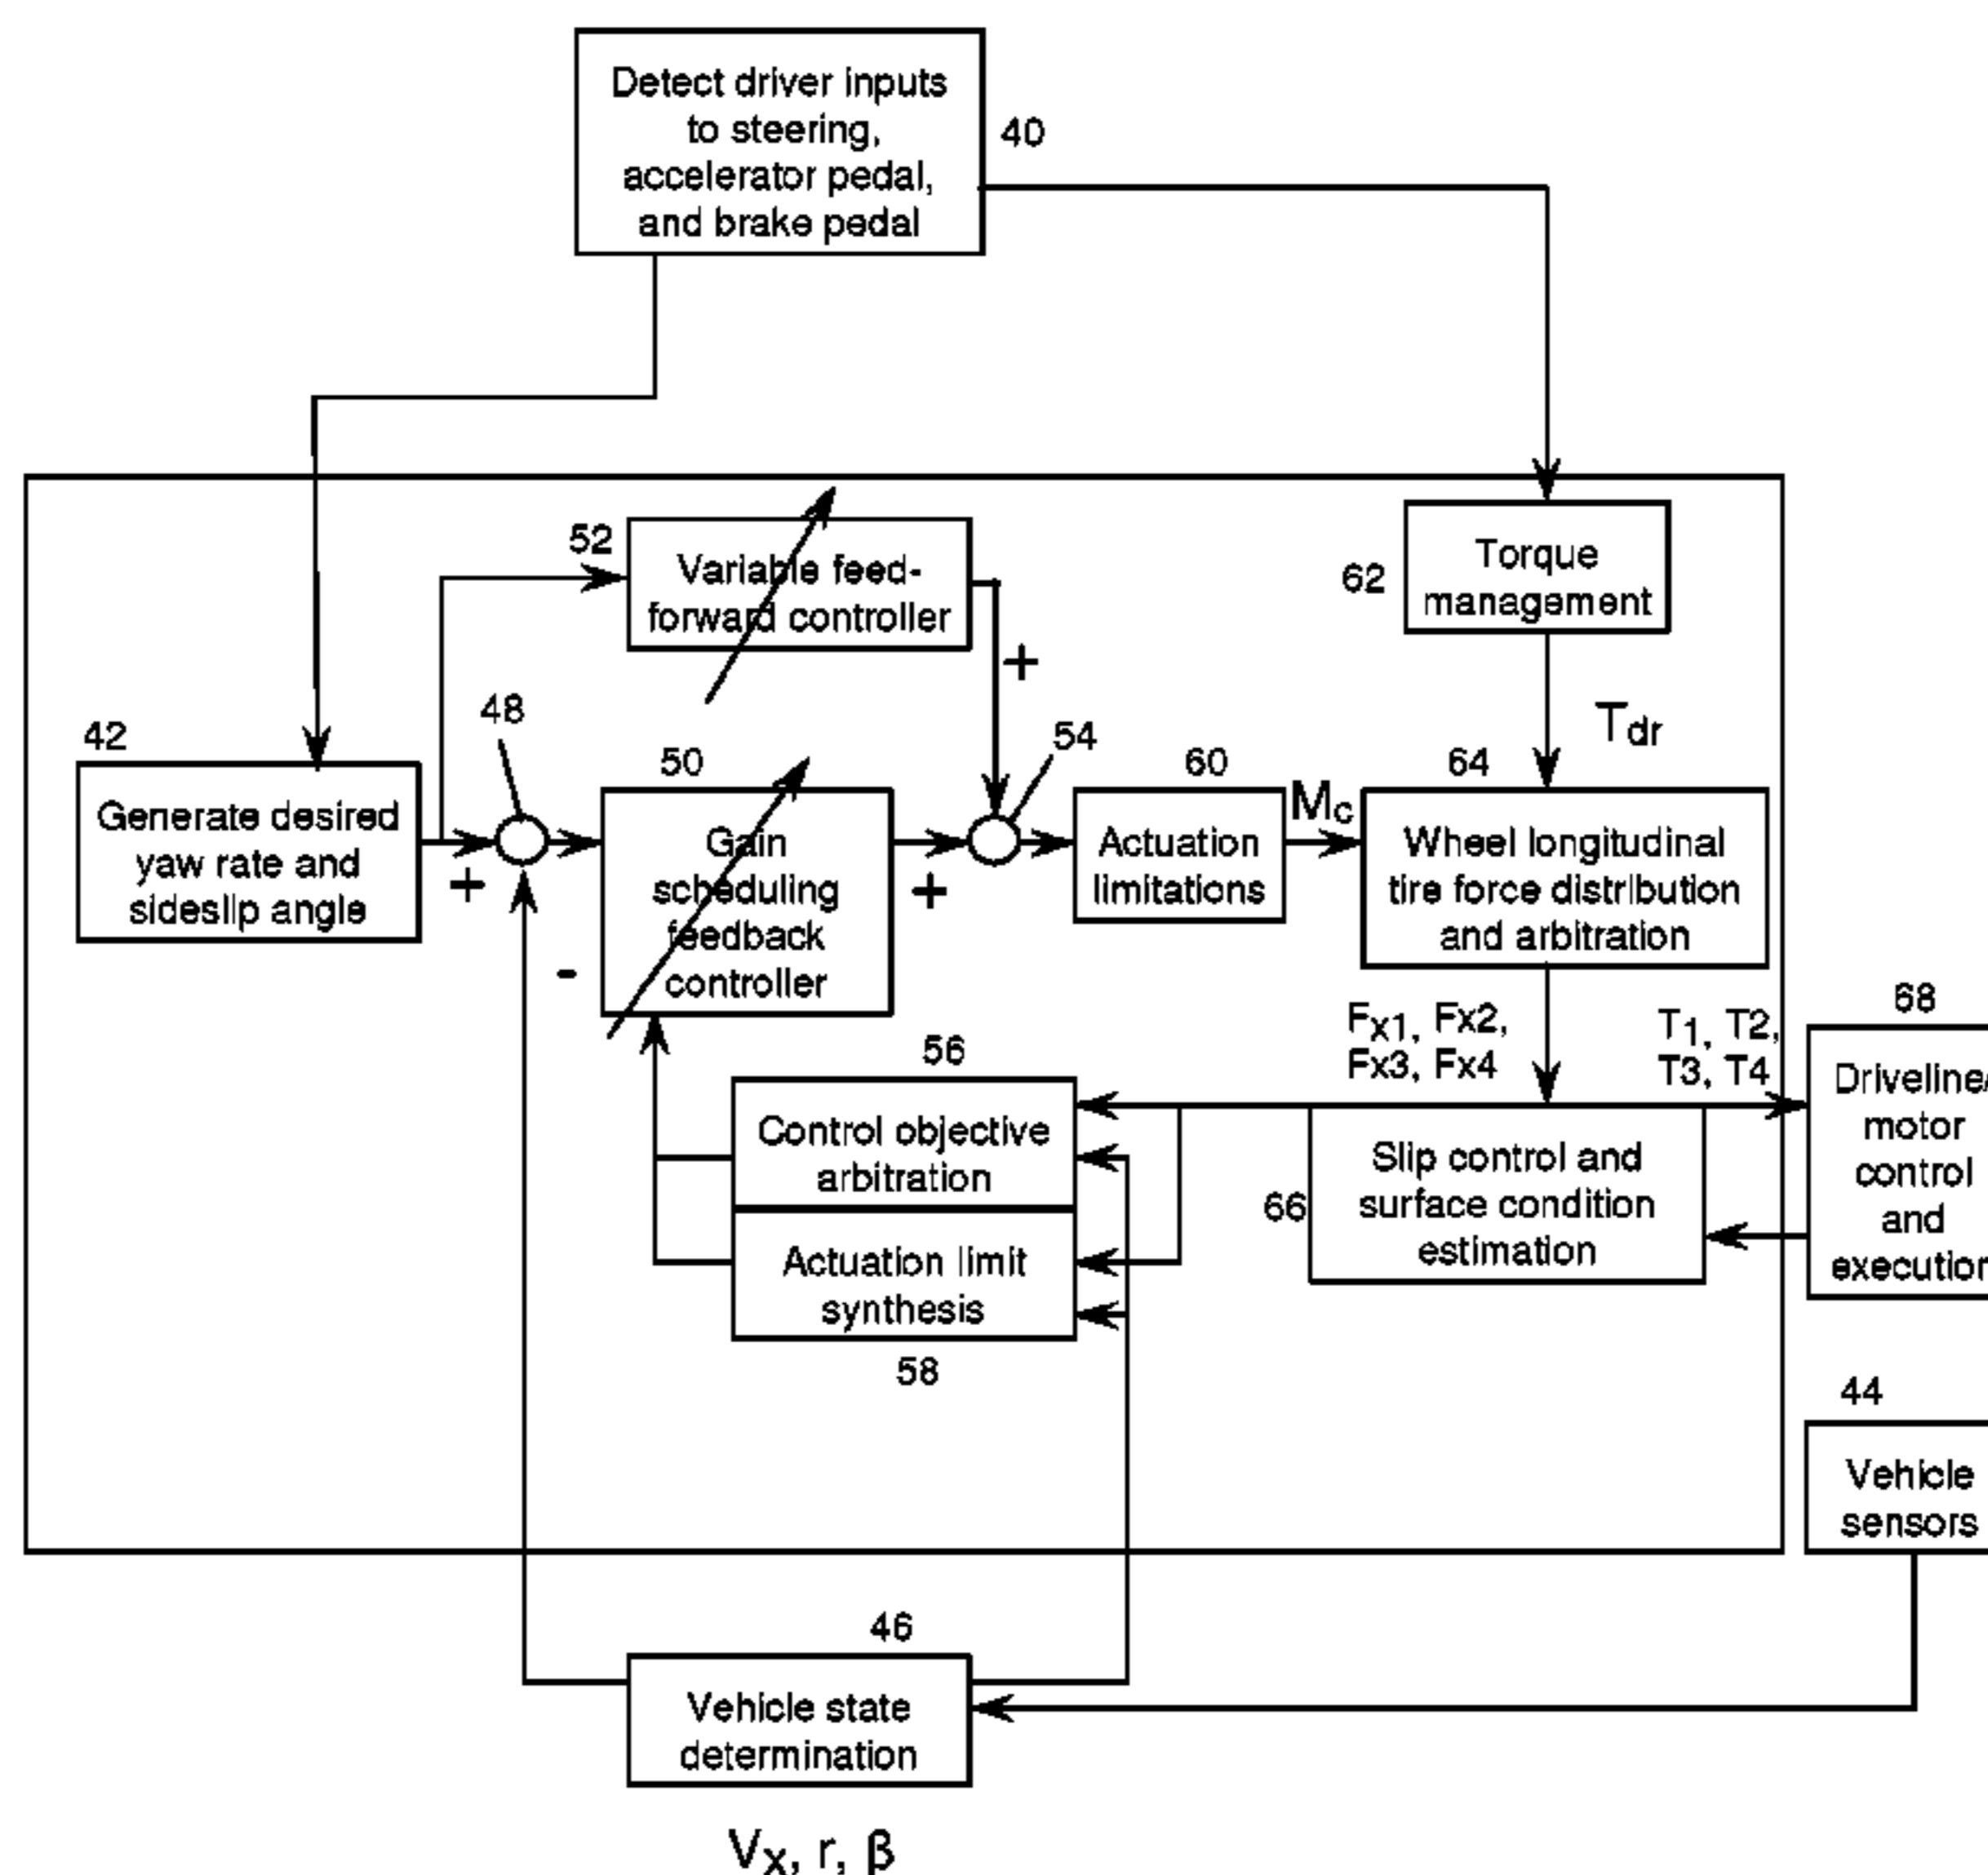 Detect driver inputs
to steering,
accelerator pedal,
and brake pedal
40
52
Variable feed-
forward controller
+
62
Torque
management
Tdr
42
Generate desired
yaw rate and
sideslip angle
48
+
-
50
Gain
scheduling
feedback
controller
+
54
60
Actuation
limitations
Mc
64
Wheel longitudinal
tire force distribution
and arbitration
Fx1, Fx2,
Fx3, Fx4
T1, T2,
T3, T4
68
Driveline/
motor
control
and
execution
56
Control objective
arbitration
Actuation limit
synthesis
58
66
Slip control and
surface condition
estimation
44
Vehicle
sensors
46
Vehicle state
determination
Vx, r, β